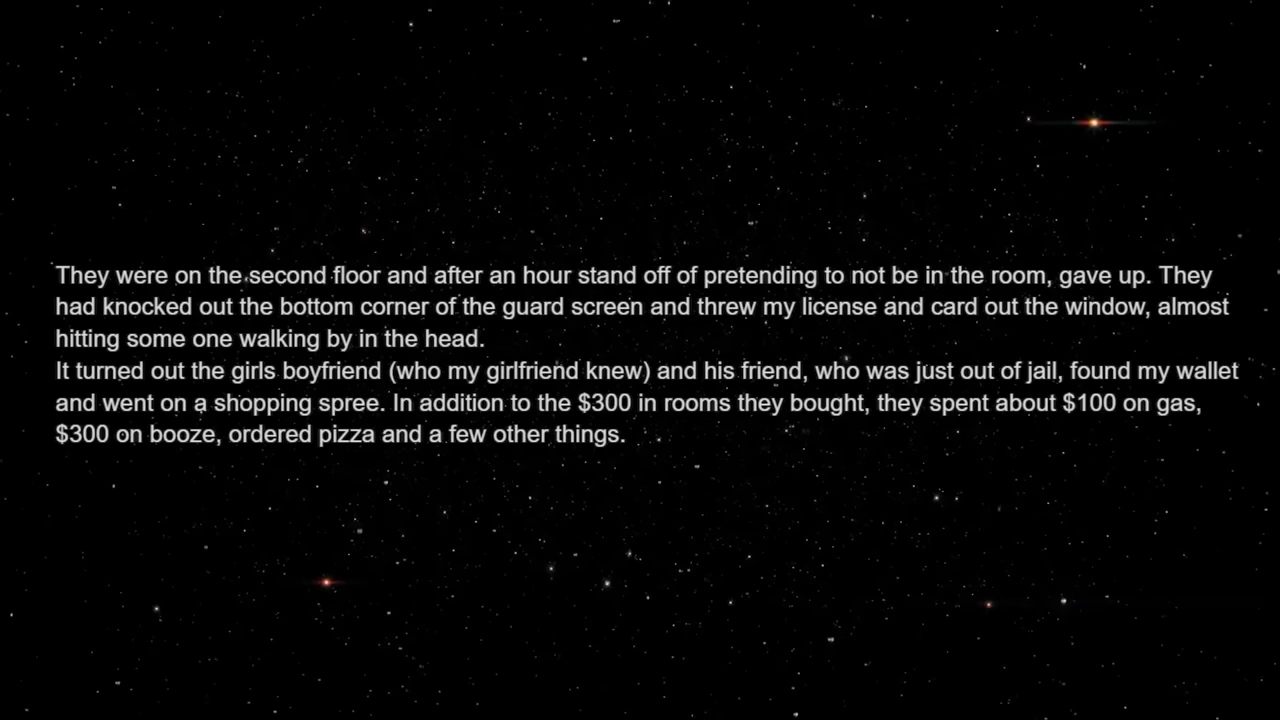 They were on the second floor and after an hour stand off of pretending to not be in the room, gave up. They
had knocked out the bottom corner of the guard screen and threw my license and card out the window, almost
hitting some one walking by in the head.
It turned out the girls boyfriend (who my girlfriend knew) and his friend, who was just out of jail, found my wallet
and went on a shopping spree. In addition to the $300 in rooms they bought, they spent about $100 on gas,
$300 on booze, ordered pizza and a few other things.